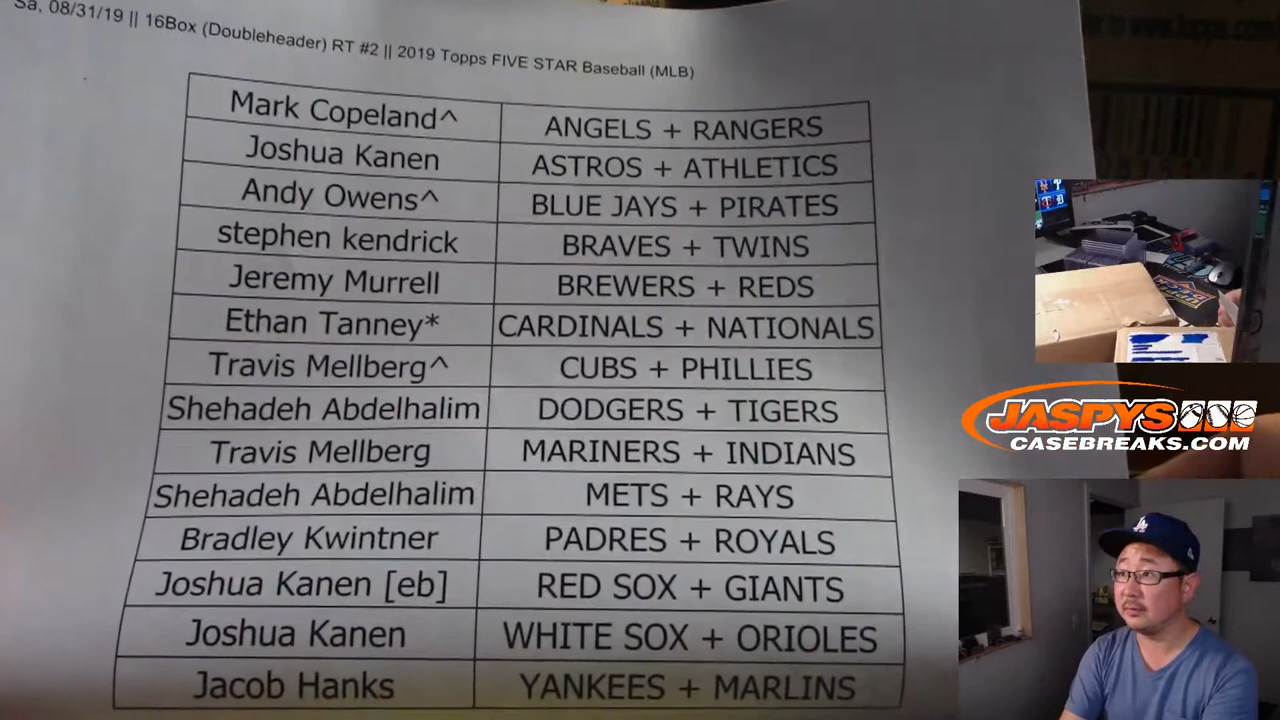 Sa, 08/31/19 || 16Box (Doubleheader) RT #2 || 2019 Topps FIVE STAR Baseball (MLB)
Mark Copeland^ ANGELS + RANGERS
Joshua Kanen ASTROS + ATHLETICS
Andy Owens^ BLUE JAYS + PIRATES
stephen kendrick BRAVES + TWINS
Jeremy Murrell BREWERS + REDS
Ethan Tanney* CARDINALS + NATIONALS
Travis Mellberg^ CUBS + PHILLIES
Shehadeh Abdelhalim DODGERS + TIGERS
Travis Mellberg MARINERS + INDIANS
Shehadeh Abdelhalim METS + RAYS
Bradley Kwintner PADRES + ROYALS
Joshua Kanen [eb] RED SOX + GIANTS
Joshua Kanen WHITE SOX + ORIOLES
Jacob Hanks YANKEES + MARLINS
JASPYS
CASEBREAKS.COM
UPPER DECK
LA